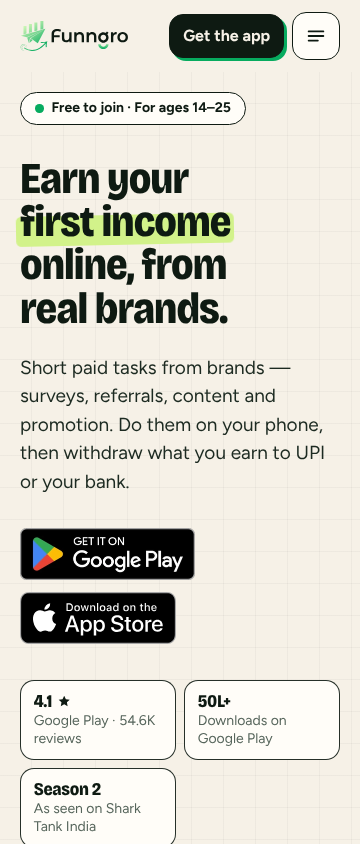 Funngro
Get the app
Free to join · For ages 14–25
Earn your
first income
online, from
real brands.
Short paid tasks from brands —
surveys, referrals, content and
promotion. Do them on your phone,
then withdraw what you earn to UPI
or your bank.
GET IT ON
Google Play
Download on the
App Store
4.1 ★
Google Play · 54.6K
reviews
50L+
Downloads on
Google Play
Season 2
As seen on Shark
Tank India